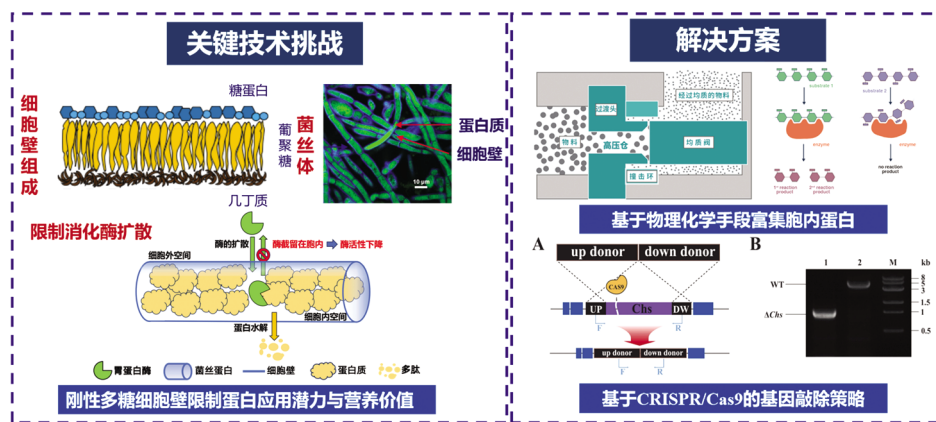 关键技术挑战
细胞壁组成
糖蛋白
葡聚糖
几丁质
菌丝体
蛋白质
细胞壁
10 μm
限制消化酶扩散
酶的扩散
酶截留在胞内 → 酶活性下降
细胞外空间
细胞内空间
蛋白水解
胃蛋白酶
菌丝蛋白
细胞壁
蛋白质
多肽
刚性多糖细胞壁限制蛋白应用潜力与营养价值
解决方案
过渡头
经过均质的物料
物料
高压仓
均质阀
撞击环
substrate 1
enzyme
1st reaction product
2nd reaction product
substrate 2
enzyme
no reaction product
基于物理化学手段富集胞内蛋白
A
up donor
down donor
CAS9
UP
Chs
DW
F
R
up donor
down donor
F
R
B
1
2
M
kb
WT
ΔChs
8
5
3
1.5
1
0.5
基于CRISPR/Cas9的基因敲除策略